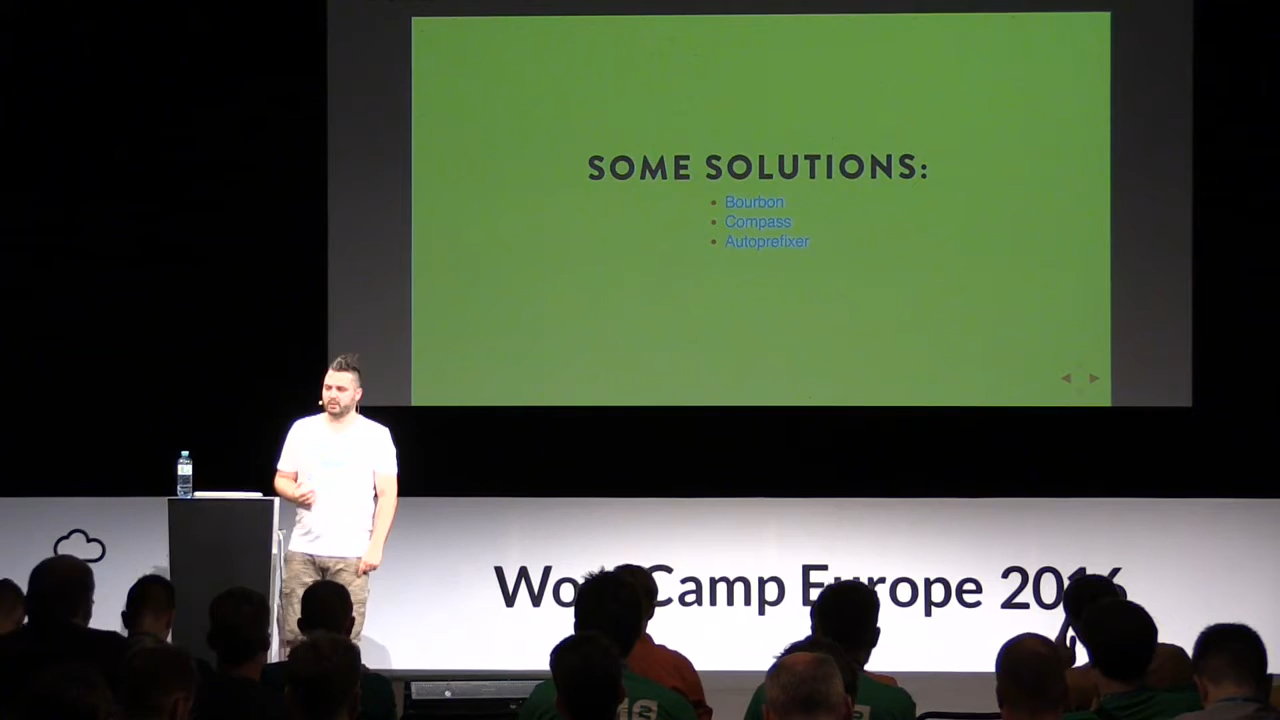 SOME SOLUTIONS:
• Bourbon
• Compass
• Autoprefixer
WordCamp Europe 2016